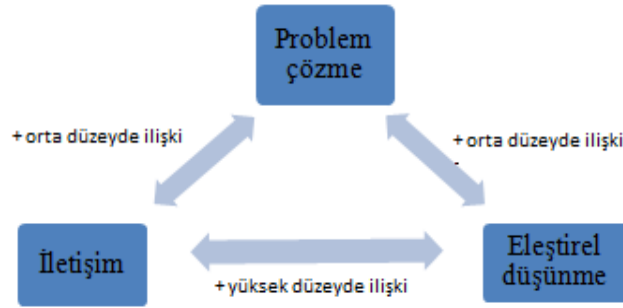 Problem
çözme
+ orta düzeyde ilişki
+ orta düzeyde ilişki
-
İletişim
Eleştirel
düşünme
+yüksek düzeyde ilişki